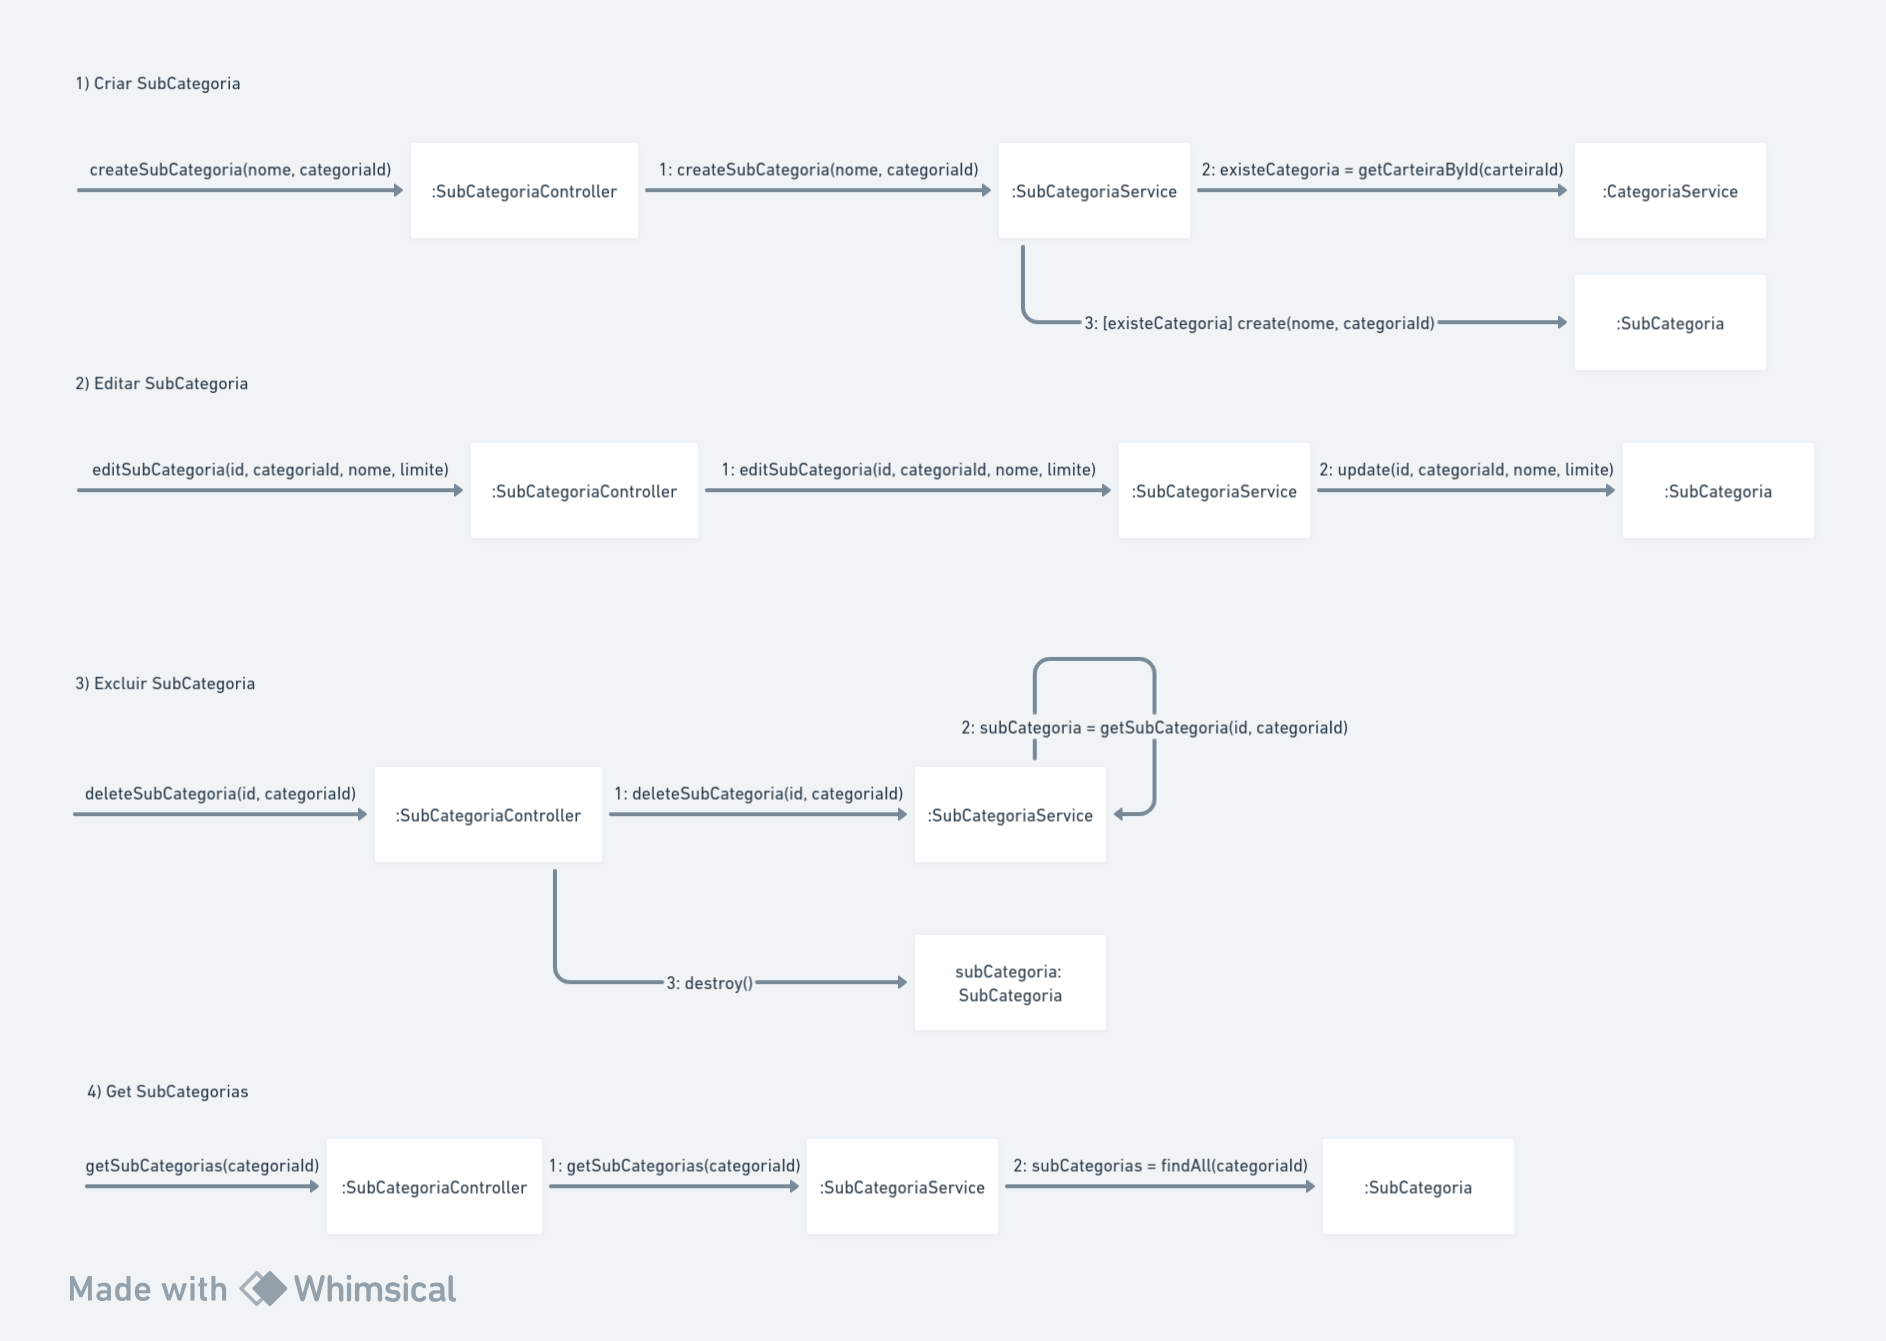 1) Criar SubCategoria
createSubCategoria(nome, categoriaId)
:SubCategoriaController
1: createSubCategoria(nome, categoriaId)
:SubCategoriaService
2: existeCategoria = getCarteiraById(carteiraId)
:CategoriaService
3: [existeCategoria] create(nome, categoriaId)
:SubCategoria
2) Editar SubCategoria
editSubCategoria(id, categoriaId, nome, limite)
:SubCategoriaController
1: editSubCategoria(id, categoriaId, nome, limite)
:SubCategoriaService
2: update(id, categoriaId, nome, limite)
:SubCategoria
3) Excluir SubCategoria
2: subCategoria = getSubCategoria(id, categoriaId)
deleteSubCategoria(id, categoriaId)
:SubCategoriaController
1: deleteSubCategoria(id, categoriaId)
:SubCategoriaService
3: destroy()
subCategoria:
SubCategoria
4) Get SubCategorias
getSubCategorias(categoriaId)
:SubCategoriaController
1: getSubCategorias(categoriaId)
:SubCategoriaService
2: subCategorias = findAll(categoriaId)
:SubCategoria
Made with Whimsical